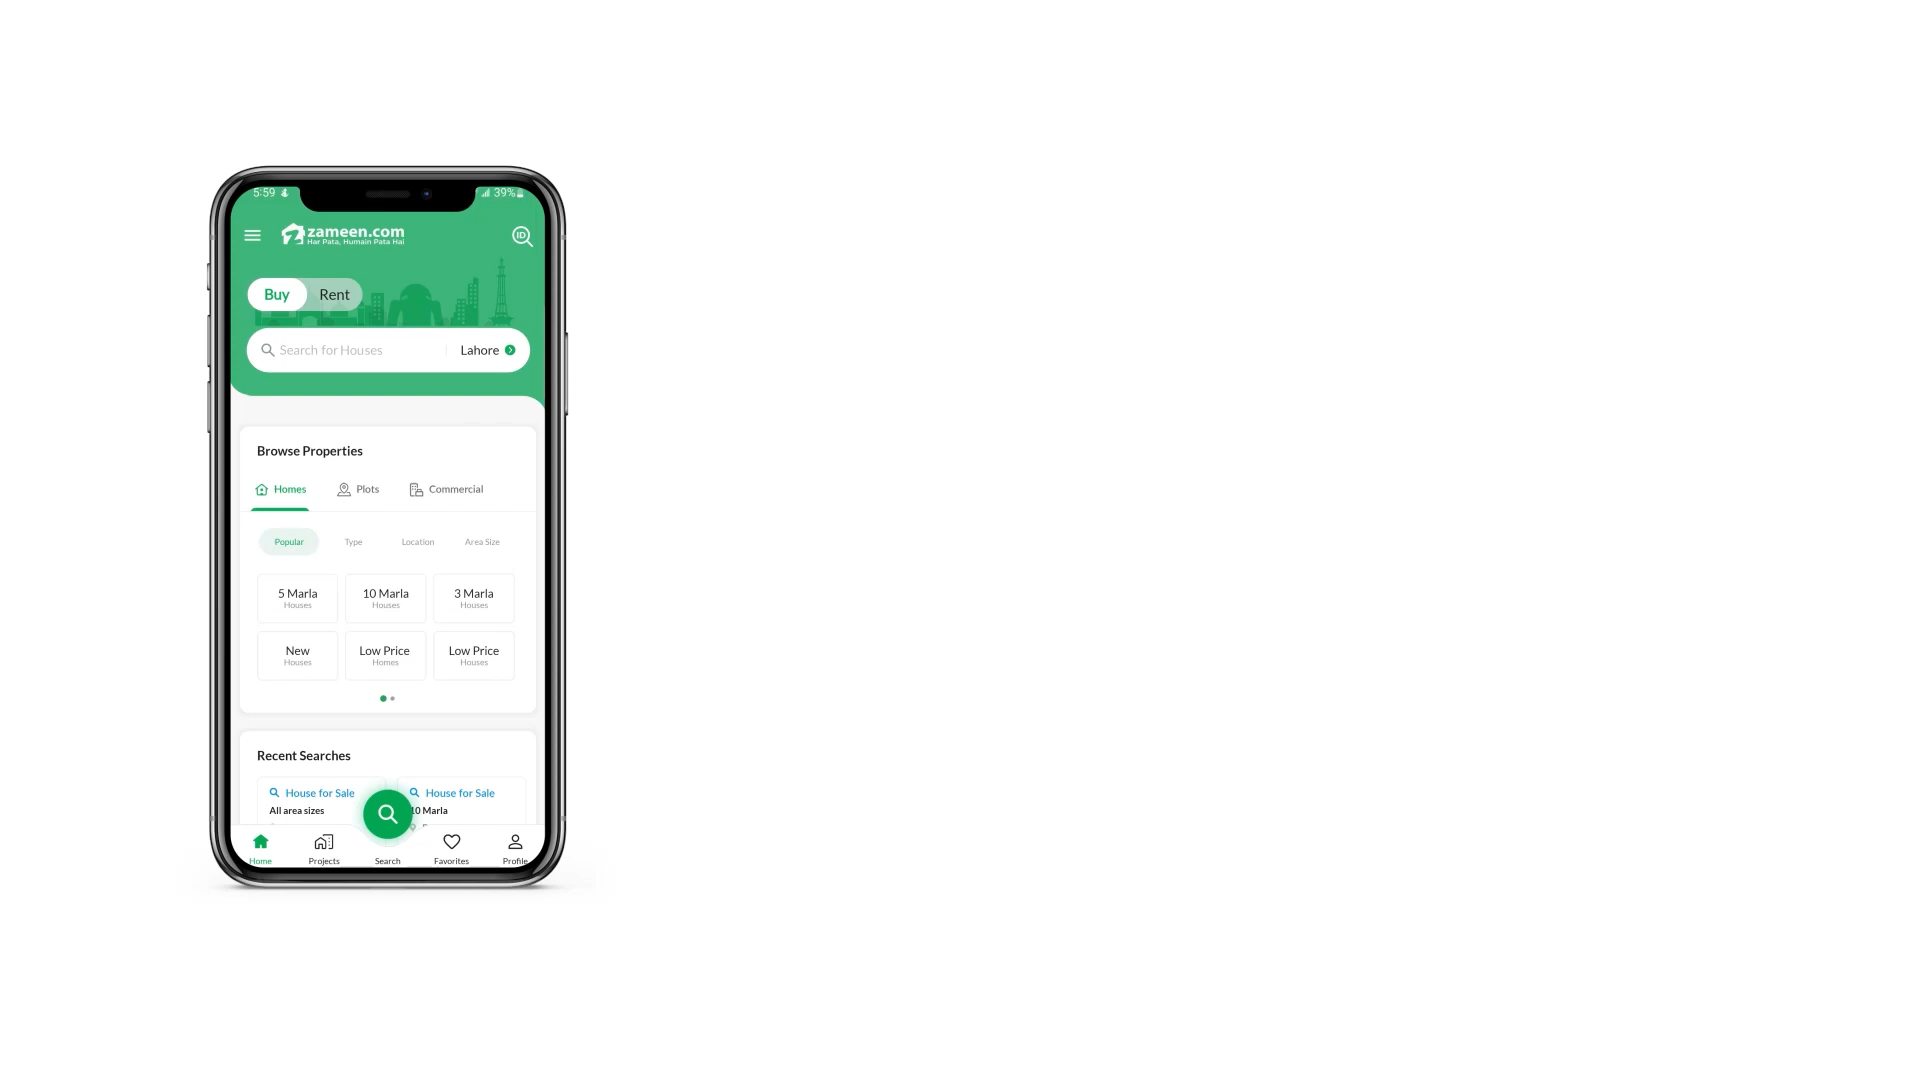 5:59
39%
zameen.com
Har Pata, Humain Pata Hai
ID
Buy
Rent
Search for Houses
Lahore
Browse Properties
Homes
Plots
Commercial
Popular
Type
Location
Area Size
5 Marla
Houses
10 Marla
Houses
3 Marla
Houses
New
Houses
Low Price
Homes
Low Price
Houses
Recent Searches
House for Sale
All area sizes
House for Sale
10 Marla
Home
Projects
Search
Favorites
Profile